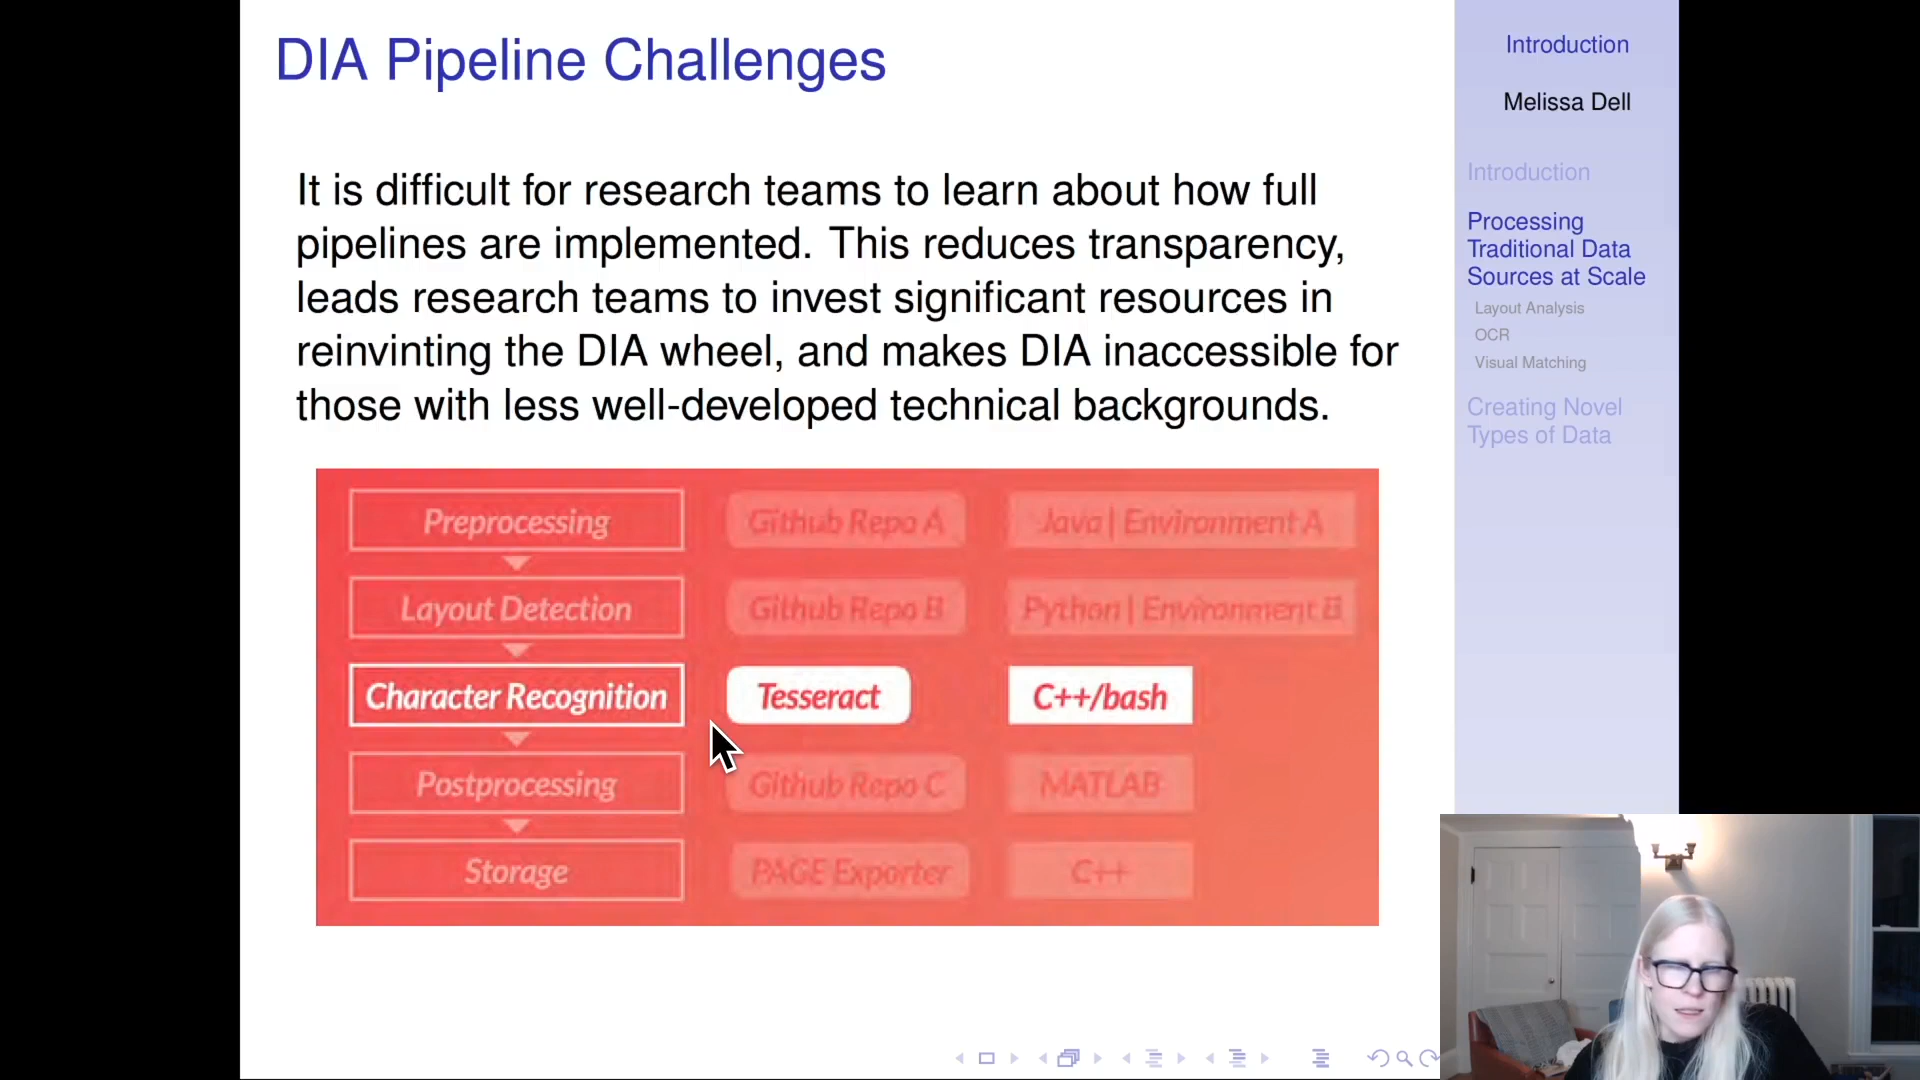 DIA Pipeline Challenges
It is difficult for research teams to learn about how full
pipelines are implemented. This reduces transparency,
leads research teams to invest significant resources in
reinvinting the DIA wheel, and makes DIA inaccessible for
those with less well-developed technical backgrounds.
Preprocessing Github Repo A Java | Environment A
Layout Detection Github Repo B Python | Environment B
Character Recognition Tesseract C++/bash
Postprocessing Github Repo C MATLAB
Storage PAGE Exporter C++
Introduction
Melissa Dell
Introduction
Processing
Traditional Data
Sources at Scale
Layout Analysis
OCR
Visual Matching
Creating Novel
Types of Data